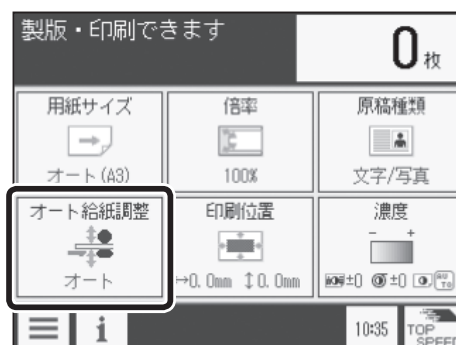 製版・印刷できます
0枚
用紙サイズ
倍率
原稿種類
オート(A3)
100%
文字/写真
オート給紙調整
印刷位置
濃度
- +
オート
↔0.0mm ↕0.0mm
±0 ±0 AUTO
i
10:35
TOP
SPEED